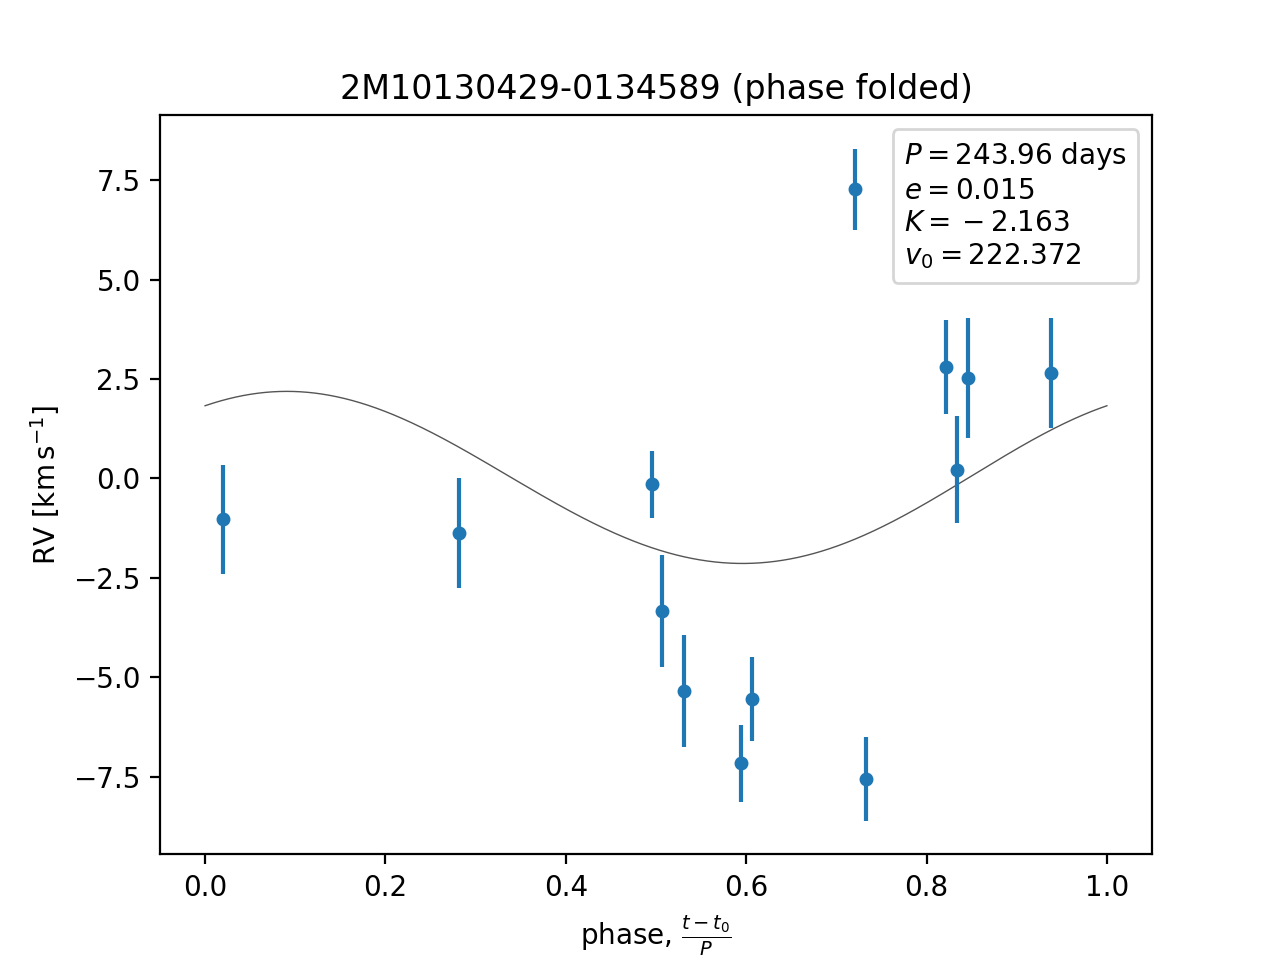 2M10130429-0134589 (phase folded)
P = 243.96 days
e = 0.015
K = −2.163
v₀ = 222.372
RV [km s⁻¹]
7.5
5.0
2.5
0.0
−2.5
−5.0
−7.5
0.0 0.2 0.4 0.6 0.8 1.0
phase, (t − t₀)/P